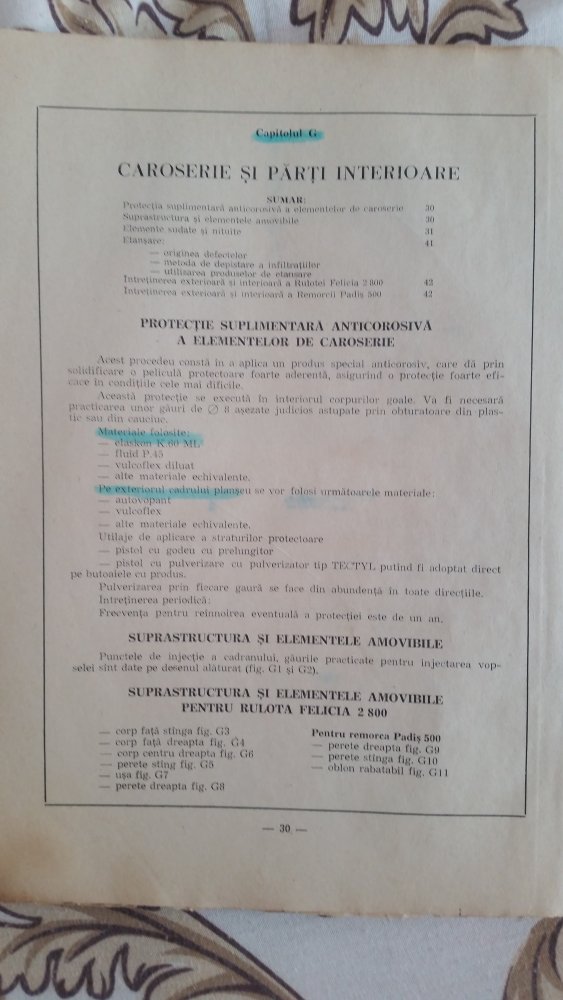 Capitolul G
CAROSERIE ȘI PĂRȚI INTERIOARE
SUMAR:
Protecția suplimentară anticorosivă a elementelor de caroserie 30
Suprastructura și elementele amovibile 30
Elemente sudate și nituite 31
Etanșare: 41
— originea defectelor
— metoda de depistare a infiltrațiilor
— utilisarea produselor de etanșare
Întreținerea exterioară și interioară a Rulotei Felicia 2 800 42
Întreținerea exterioară și interioară a Remorcii Padiș 500 42
PROTECȚIE SUPLIMENTARĂ ANTICOROSIVĂ
A ELEMENTELOR DE CAROSERIE
Acest procedeu constă în a aplica un produs special anticorosiv, care dă prin
solidificare o peliculă protectoare foarte aderentă, asigurînd o protecție foarte efi-
cace în condițiile cele mai dificile.
Această protecție se execută în interiorul corpurilor goale. Va fi necesară
practicarea unor găuri de ∅ 8 așezate judicios astupate prin obturatoare din plas-
tic sau din cauciuc.
Materiale folosite:
— elaskon K.60 ML
— fluid P.45
— vulcoflex diluat
— alte materiale echivalente.
Pe exteriorul cadrului planșeu se vor folosi următoarele materiale:
— autovopant
— vulcoflex
— alte materiale echivalente.
Utilaje de aplicare a straturilor protectoare
— pistol cu godeu cu prelungitor
— pistol cu pulverizare cu pulverizator tip TECTYL putînd fi adoptat direct
pe butoaiele cu produs.
Pulverizarea prin fiecare gaură se face din abundență în toate direcțiile.
Întreținerea periodică:
Frecvența pentru reînnoirea eventuală a protecției este de un an.
SUPRASTRUCTURA ȘI ELEMENTELE AMOVIBILE
Punctele de injecție a cadranului, găurile practicate pentru injectarea vop-
selei sînt date pe desenul alăturat (fig. G1 și G2).
SUPRASTRUCTURA ȘI ELEMENTELE AMOVIBILE
PENTRU RULOTA FELICIA 2 800
— corp față stînga fig. G3
— corp față dreapta fig. G4
— corp centru dreapta fig. G6
— perete stîng fig. G5
— ușa fig. G7
— perete dreapta fig. G8
Pentru remorca Padiș 500
— perete dreapta fig. G9
— perete stînga fig. G10
— oblon rabatabil fig. G11
— 30 —